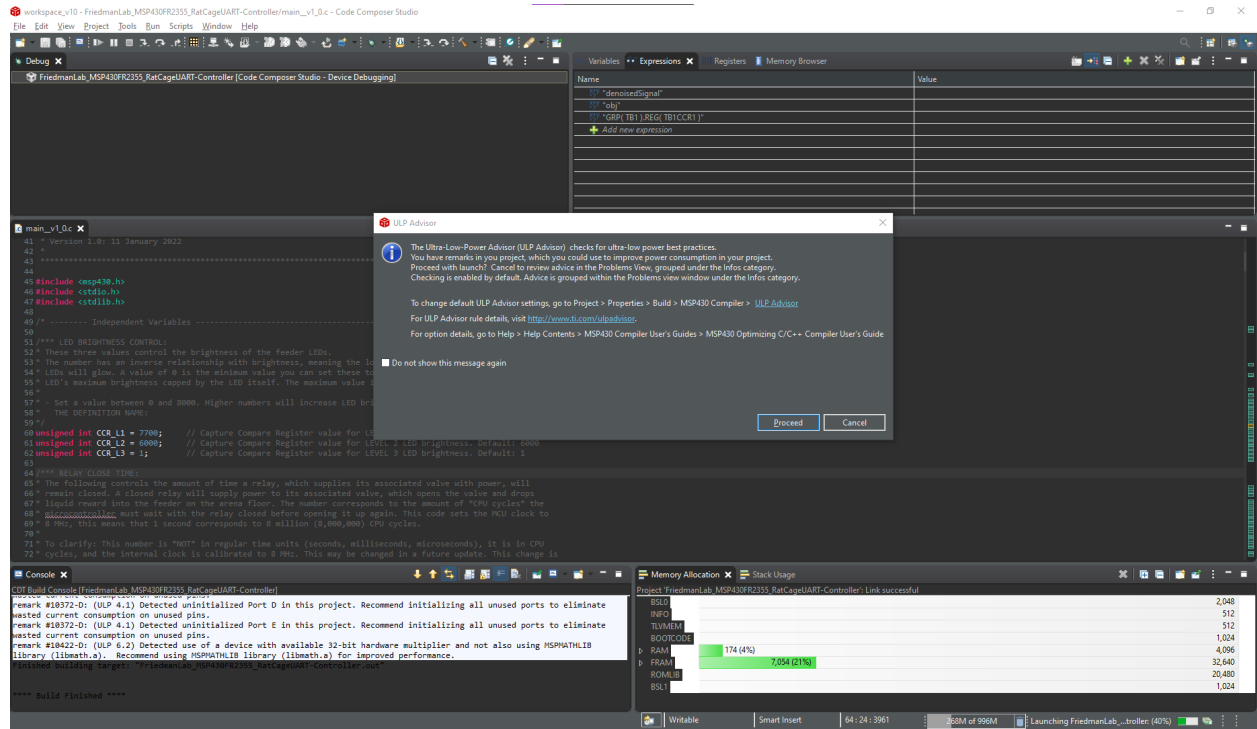 workspace_v10 - FriedmanLab_MSP430FR2355_RatCageUART-Controller/main__v1_0.c - Code Composer Studio
File Edit View Project Tools Run Scripts Window Help
Debug
FriedmanLab_MSP430FR2355_RatCageUART-Controller [Code Composer Studio - Device Debugging]
Variables Expressions Registers Memory Browser
Name Value
"denoisedSignal"
"obj"
"GRP( TB1 ).REG( TB1CCR1 )"
Add new expression
main__v1_0.c
41 * Version 1.0: 11 January 2022
42 *
43
44
45 #include <msp430.h>
46 #include <stdio.h>
47 #include <stdlib.h>
48
49 /* -------- Independent Variables
50
51 /*** LED BRIGHTNESS CONTROL:
52 * These three values control the brightness of the feeder LEDs.
53 * The number has an inverse relationship with brightness, meaning the lo
54 * LEDs will glow. A value of 0 is the minimum value you can set these to
55 * LED's maximum brightness capped by the LED itself. The maximum value i
56 *
57 * - Set a value between 0 and 8000. Higher numbers will increase LED bri
58 * THE DEFINITION NAME:
59 */
60 unsigned int CCR_L1 = 7700; // Capture Compare Register value for LE
61 unsigned int CCR_L2 = 6000; // Capture Compare Register value for LEVEL 2 LED brightness. Default: 6000
62 unsigned int CCR_L3 = 1; // Capture Compare Register value for LEVEL 3 LED brightness. Default: 1
63
64 /*** RELAY CLOSE TIME:
65 * The following controls the amount of time a relay, which supplies its associated valve with power, will
66 * remain closed. A closed relay will supply power to its associated valve, which opens the valve and drops
67 * liquid reward into the feeder on the arena floor. The number corresponds to the amount of "CPU cycles" the
68 * microcontroller must wait with the relay closed before opening it up again. This code sets the MCU clock to
69 * 8 MHz, this means that 1 second corresponds to 8 million (8,000,000) CPU cycles.
70 *
71 * To clarify: This number is "NOT" in regular time units (seconds, milliseconds, microseconds), it is in CPU
72 * cycles, and the internal clock is calibrated to 8 MHz. This may be changed in a future update. This change is
ULP Advisor
The Ultra-Low-Power Advisor (ULP Advisor) checks for ultra-low power best practices.
You have remarks in you project, which you could use to improve power consumption in your project.
Proceed with launch? Cancel to review advice in the Problems View, grouped under the Infos category.
Checking is enabled by default. Advice is grouped within the Problems view window under the Infos category.
To change default ULP Advisor settings, go to Project > Properties > Build > MSP430 Compiler > ULP Advisor
For ULP Advisor rule details, visit http://www.ti.com/ulpadvisor.
For option details, go to Help > Help Contents > MSP430 Compiler User's Guides > MSP430 Optimizing C/C++ Compiler User's Guide
Do not show this message again
Proceed Cancel
Console
CDT Build Console [FriedmanLab_MSP430FR2355_RatCageUART-Controller]
wasted current consumption on unused pins.
remark #10372-D: (ULP 4.1) Detected uninitialized Port D in this project. Recommend initializing all unused ports to eliminate
wasted current consumption on unused pins.
remark #10372-D: (ULP 4.1) Detected uninitialized Port E in this project. Recommend initializing all unused ports to eliminate
wasted current consumption on unused pins.
remark #10422-D: (ULP 6.2) Detected use of a device with available 32-bit hardware multiplier and not also using MSPMATHLIB
library (libmath.a). Recommend using MSPMATHLIB library (libmath.a) for improved performance.
Finished building target: "FriedmanLab_MSP430FR2355_RatCageUART-Controller.out"
**** Build Finished ****
Memory Allocation Stack Usage
Project 'FriedmanLab_MSP430FR2355_RatCageUART-Controller': Link successful
BSL0 2,048
INFO 512
TLVMEM 512
BOOTCODE 1,024
RAM 174 (4%) 4,096
FRAM 7,054 (21%) 32,640
ROMLIB 20,480
BSL1 1,024
Writable Smart Insert 64 : 24 : 3961 268M of 996M Launching FriedmanLab_...troller: (40%)